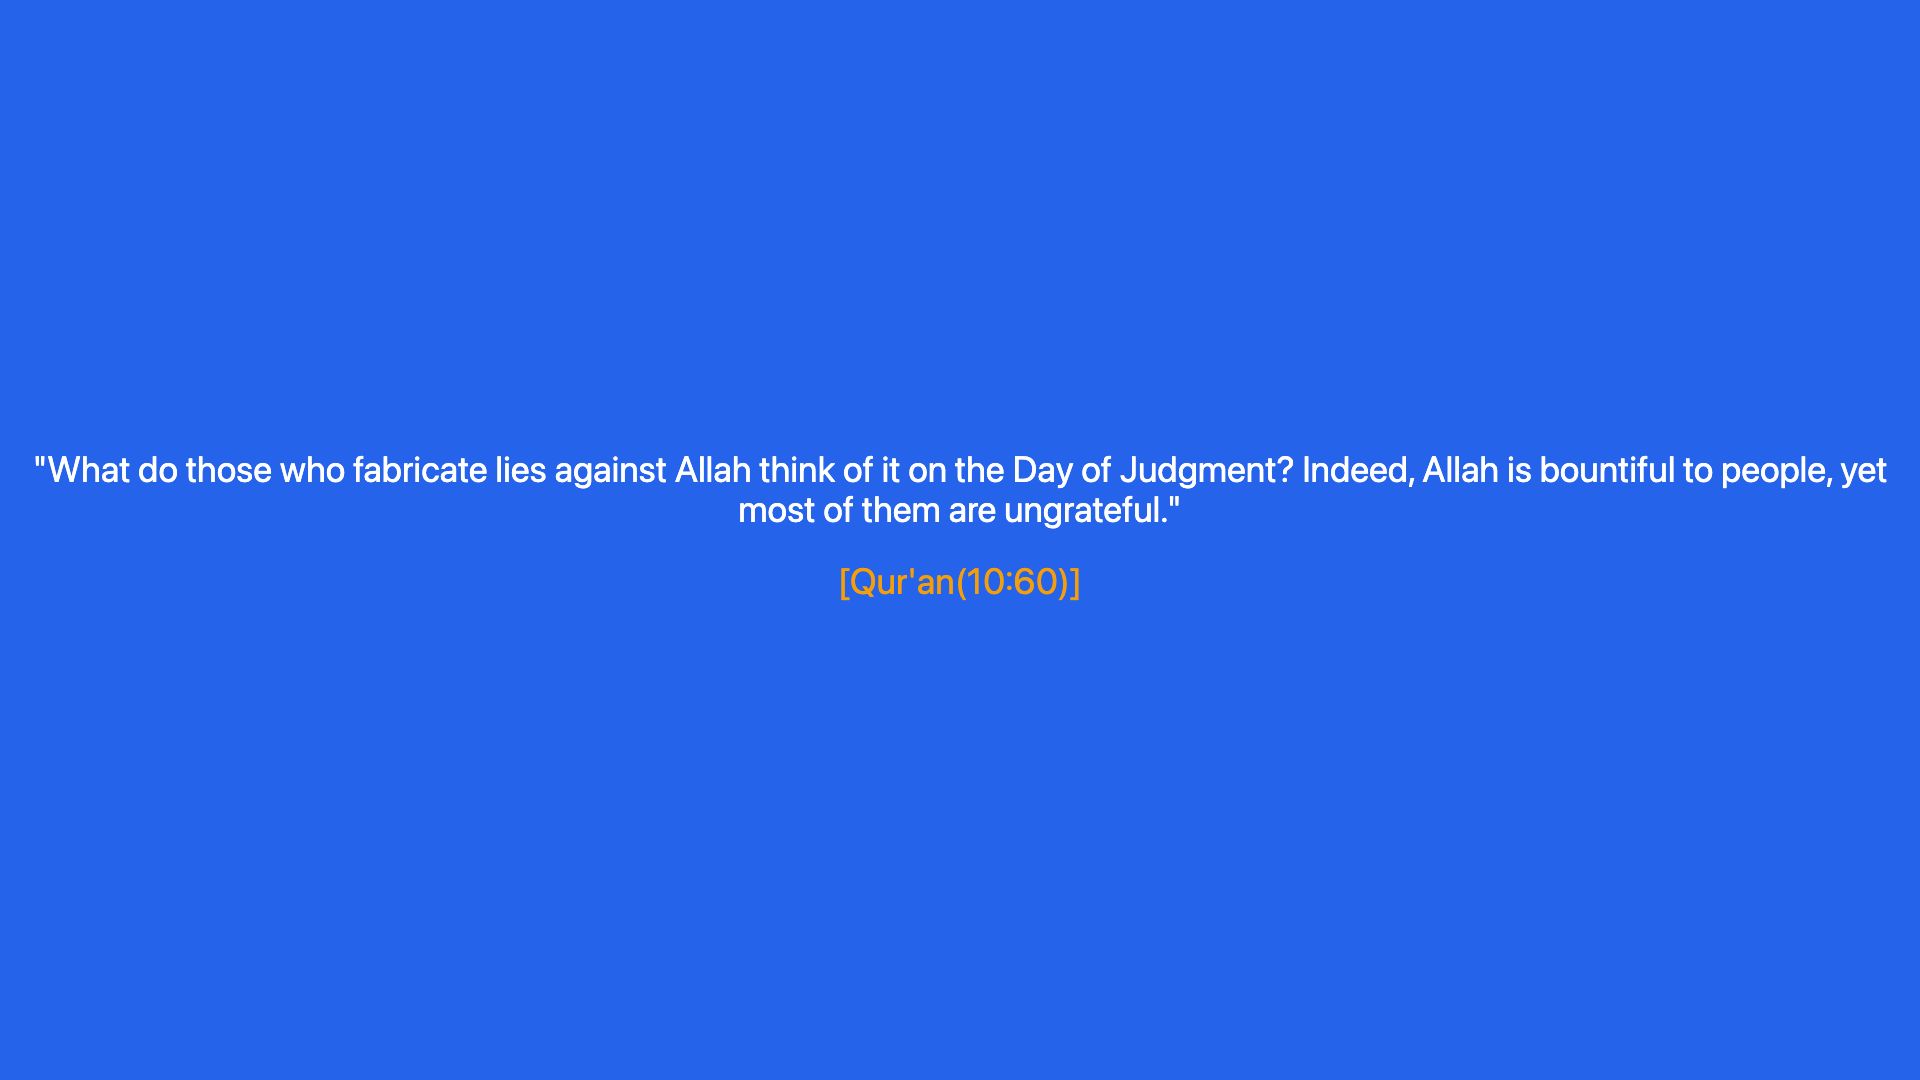 "What do those who fabricate lies against Allah think of it on the Day of Judgment? Indeed, Allah is bountiful to people, yet
most of them are ungrateful."
[Qur'an(10:60)]